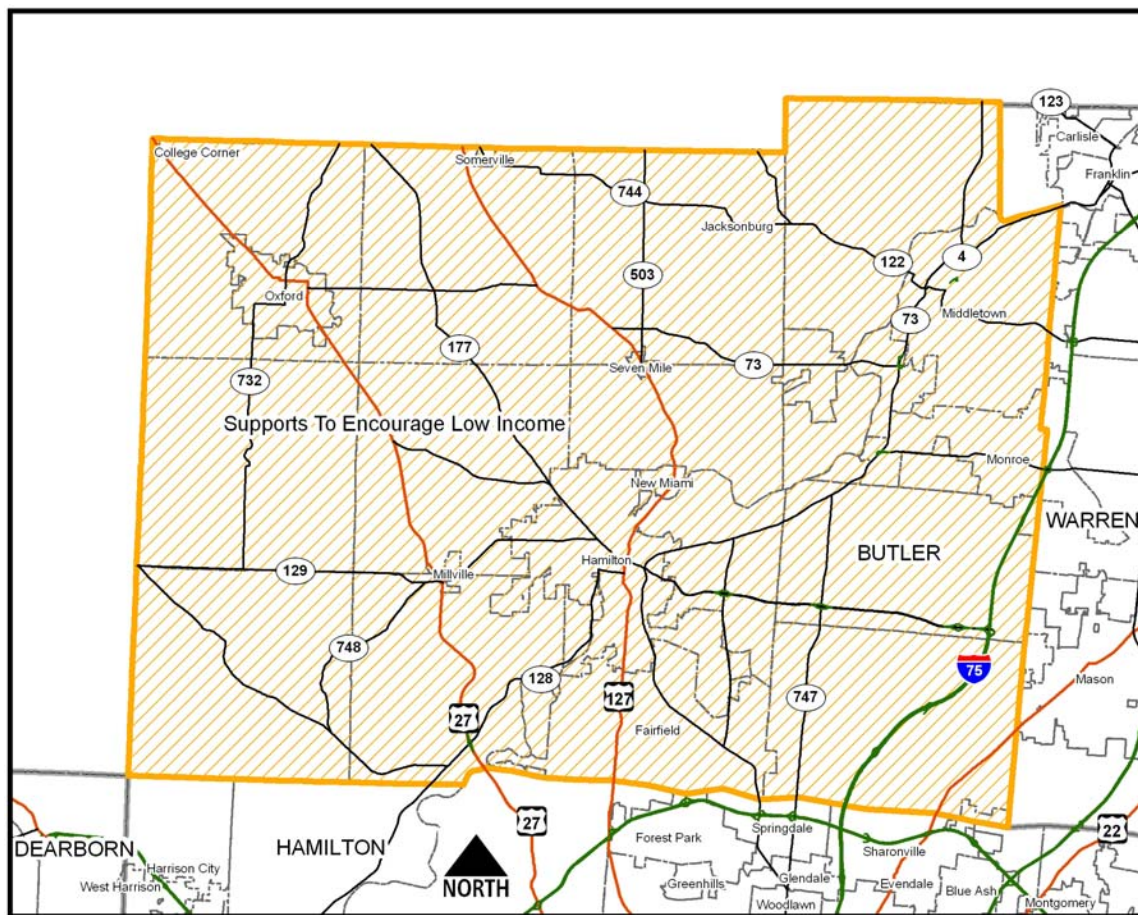 123
Carlisle
College Corner
Somerville
Franklin
744
Jacksonburg
122
4
503
Oxford
Middletown
73
177
Seven Mile
73
732
Supports To Encourage Low Income
Monroe
New Miami
WARREN
BUTLER
Hamilton
129
Millville
748
75
Mason
128
127
747
27
Fairfield
27
Springdale
22
Forest Park
DEARBORN
HAMILTON
Sharonville
Harrison City
Glendale
West Harrison
NORTH
Greenhills
Evendale
Blue Ash
Woodlawn
Montgomery